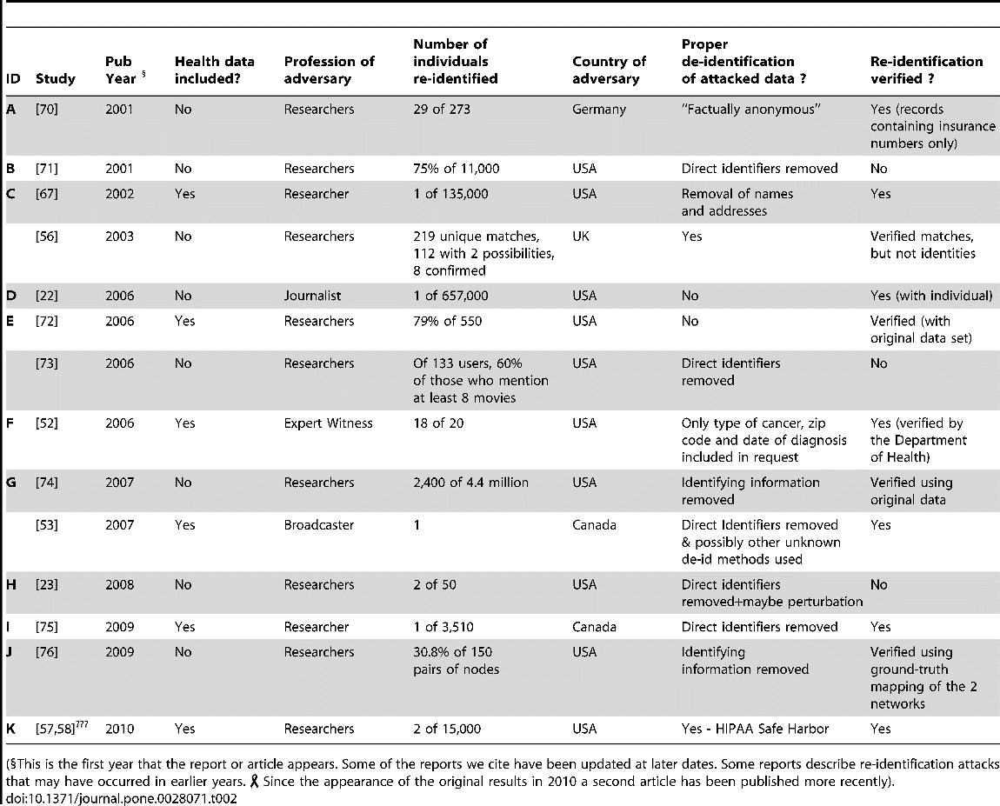 ID Study Pub Year § Health data included? Profession of adversary Number of individuals re-identified Country of adversary Proper de-identification of attacked data ? Re-identification verified ?
A [70] 2001 No Researchers 29 of 273 Germany “Factually anonymous” Yes (records containing insurance numbers only)
B [71] 2001 No Researchers 75% of 11,000 USA Direct identifiers removed No
C [67] 2002 Yes Researcher 1 of 135,000 USA Removal of names and addresses Yes
[56] 2003 No Researchers 219 unique matches, 112 with 2 possibilities, 8 confirmed UK Yes Verified matches, but not identities
D [22] 2006 No Journalist 1 of 657,000 USA No Yes (with individual)
E [72] 2006 Yes Researchers 79% of 550 USA No Verified (with original data set)
[73] 2006 No Researchers Of 133 users, 60% of those who mention at least 8 movies USA Direct identifiers removed No
F [52] 2006 Yes Expert Witness 18 of 20 USA Only type of cancer, zip code and date of diagnosis included in request Yes (verified by the Department of Health)
G [74] 2007 No Researchers 2,400 of 4.4 million USA Identifying information removed Verified using original data
[53] 2007 Yes Broadcaster 1 Canada Direct Identifiers removed & possibly other unknown de-id methods used Yes
H [23] 2008 No Researchers 2 of 50 USA Direct identifiers removed+maybe perturbation No
I [75] 2009 Yes Researcher 1 of 3,510 Canada Direct identifiers removed Yes
J [76] 2009 No Researchers 30.8% of 150 pairs of nodes USA Identifying information removed Verified using ground-truth mapping of the 2 networks
K [57,58]??? 2010 Yes Researchers 2 of 15,000 USA Yes - HIPAA Safe Harbor Yes
(§This is the first year that the report or article appears. Some of the reports we cite have been updated at later dates. Some reports describe re-identification attacks
that may have occurred in earlier years. Since the appearance of the original results in 2010 a second article has been published more recently).
doi:10.1371/journal.pone.0028071.t002